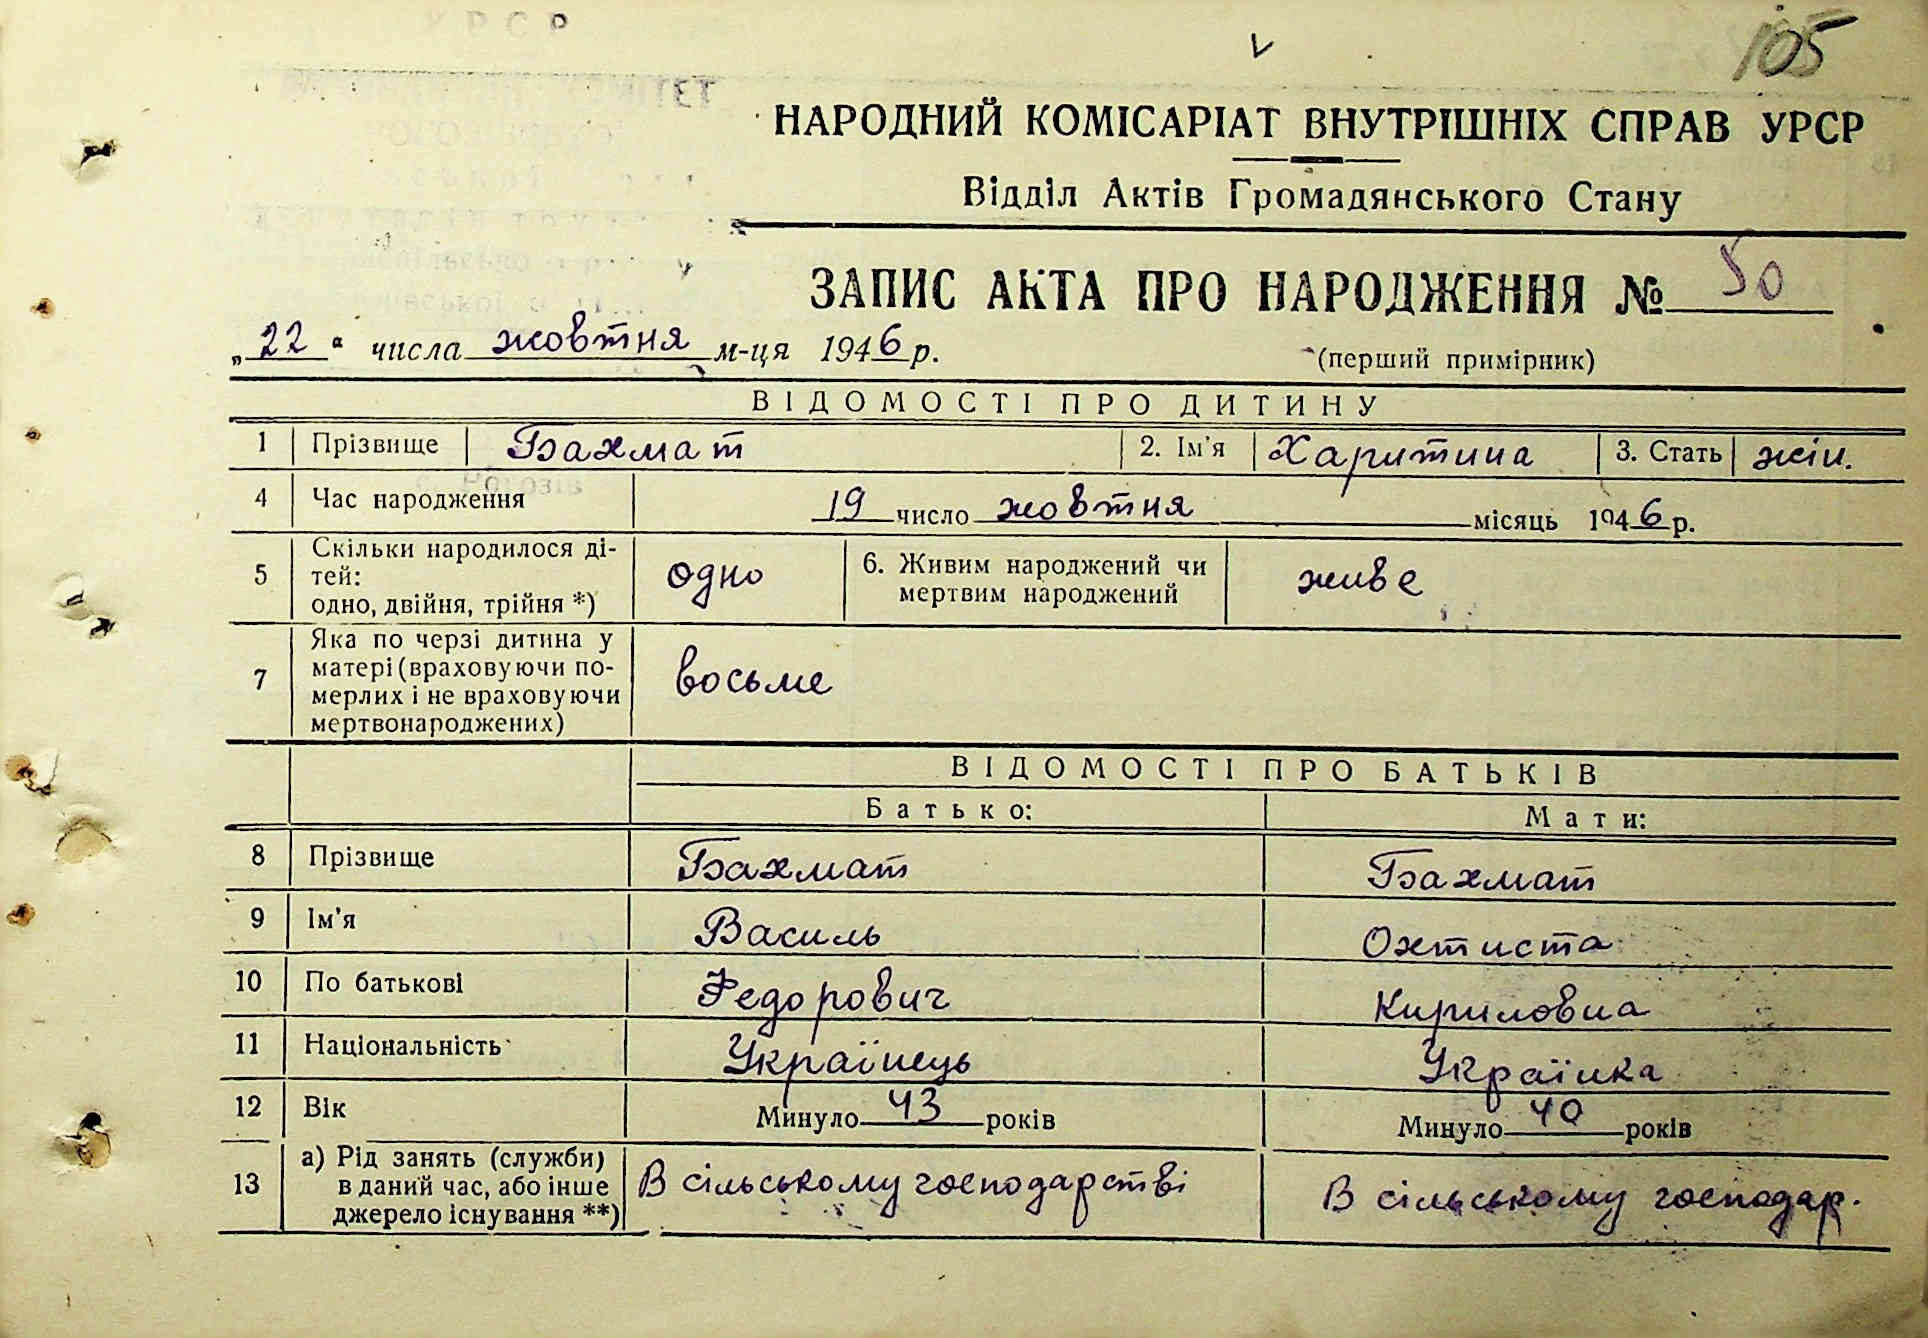 105
НАРОДНИЙ КОМІСАРІАТ ВНУТРІШНІХ СПРАВ УРСР
Відділ Актів Громадянського Стану
ЗАПИС АКТА ПРО НАРОДЖЕННЯ № 50
„22“ числа жовтня м-ця 1946 р.
(перший примірник)
ВІДОМОСТІ ПРО ДИТИНУ
1 Прізвище Бахмат 2. Ім'я Харитина 3. Стать жін.
4 Час народження 19 число жовтня місяць 1946 р.
5 Скільки народилося ді-
тей:
одно, двійня, трійня *) одно 6. Живим народжений чи
мертвим народжений живе
7 Яка по черзі дитина у
матері (враховуючи по-
мерлих і не враховуючи
мертвонароджених) восьме
ВІДОМОСТІ ПРО БАТЬКІВ
Батько: Мати:
8 Прізвище Бахмат Бахмат
9 Ім'я Василь Охтиста
10 По батькові Федорович Кириловна
11 Національність Українець Українка
12 Вік Минуло 43 років Минуло 40 років
13 а) Рід занять (служби)
в даний час, або інше
джерело існування **) В сільському господарстві В сільському господар.